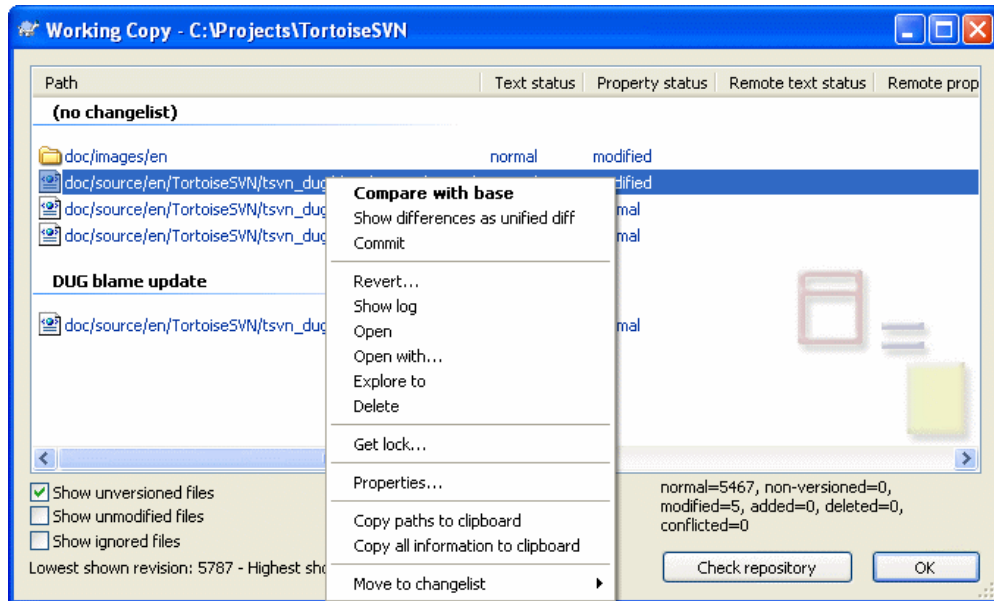 Working Copy - C:\Projects\TortoiseSVN
Path Text status Property status Remote text status Remote prop
(no changelist)
doc/images/en normal modified
doc/source/en/TortoiseSVN/tsvn_dug
doc/source/en/TortoiseSVN/tsvn_dug
doc/source/en/TortoiseSVN/tsvn_dug
DUG blame update
doc/source/en/TortoiseSVN/tsvn_dug
Compare with base
Show differences as unified diff
Commit
Revert...
Show log
Open
Open with...
Explore to
Delete
Get lock...
Properties...
Copy paths to clipboard
Copy all information to clipboard
Move to changelist
Show unversioned files
Show unmodified files
Show ignored files
Lowest shown revision: 5787 - Highest sho
normal=5467, non-versioned=0,
modified=5, added=0, deleted=0,
conflicted=0
Check repository
OK